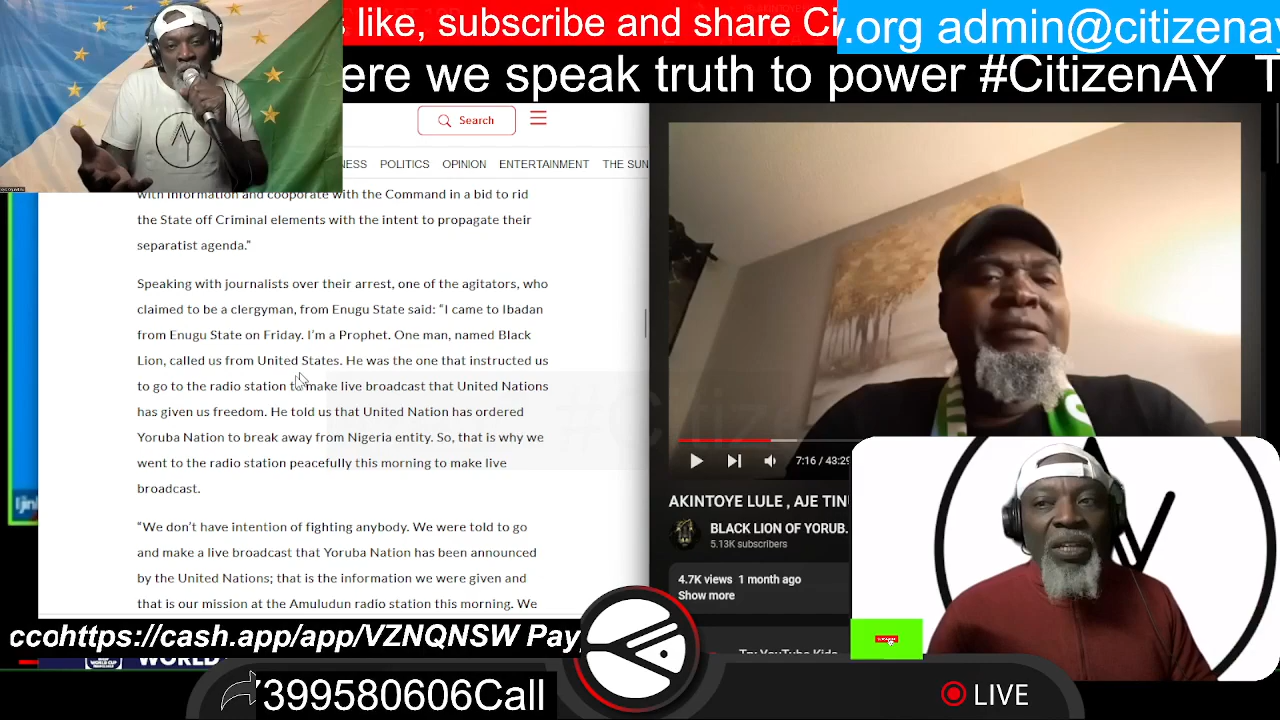 like, subscribe and share Ci
.org admin@citizenay
ere we speak truth to power #CitizenAY T
Search
NESS POLITICS OPINION ENTERTAINMENT THE SUN
with information and cooperate with the Command in a bid to rid
the State off Criminal elements with the intent to propagate their
separatist agenda.”
Speaking with journalists over their arrest, one of the agitators, who
claimed to be a clergyman, from Enugu State said: “I came to Ibadan
from Enugu State on Friday. I’m a Prophet. One man, named Black
Lion, called us from United States. He was the one that instructed us
to go to the radio station to make live broadcast that United Nations
has given us freedom. He told us that United Nation has ordered
Yoruba Nation to break away from Nigeria entity. So, that is why we
went to the radio station peacefully this morning to make live
broadcast.
“We don’t have intention of fighting anybody. We were told to go
and make a live broadcast that Yoruba Nation has been announced
by the United Nations; that is the information we were given and
that is our mission at the Amuludun radio station this morning. We
7:16 / 43:29
AKINTOYE LULE , AJE TINU
BLACK LION OF YORUB.
5.13K subscribers
4.7K views 1 month ago
Show more
Try YouTube Kids
ccohttps://cash.app/app/VZNQNSW Pay
WORLD
399580606Call
LIVE